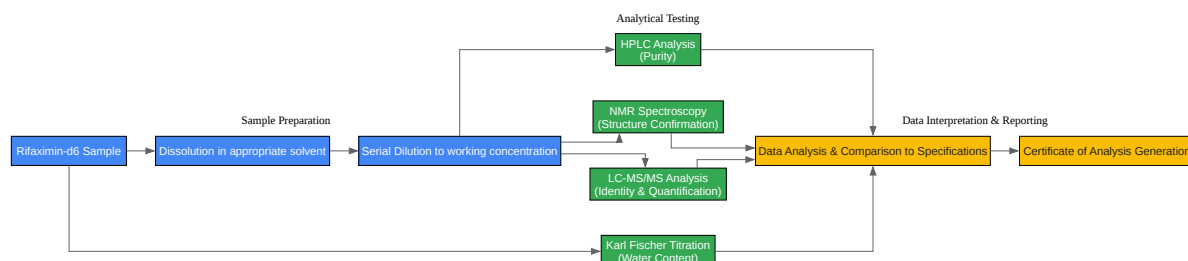 Analytical Testing
HPLC Analysis
(Purity)
NMR Spectroscopy
(Structure Confirmation)
Sample Preparation
Data Interpretation & Reporting
Rifaximin-d6 Sample
Dissolution in appropriate solvent
Serial Dilution to working concentration
Data Analysis & Comparison to Specifications
Certificate of Analysis Generation
LC-MS/MS Analysis
(Identity & Quantification)
Karl Fischer Titration
(Water Content)